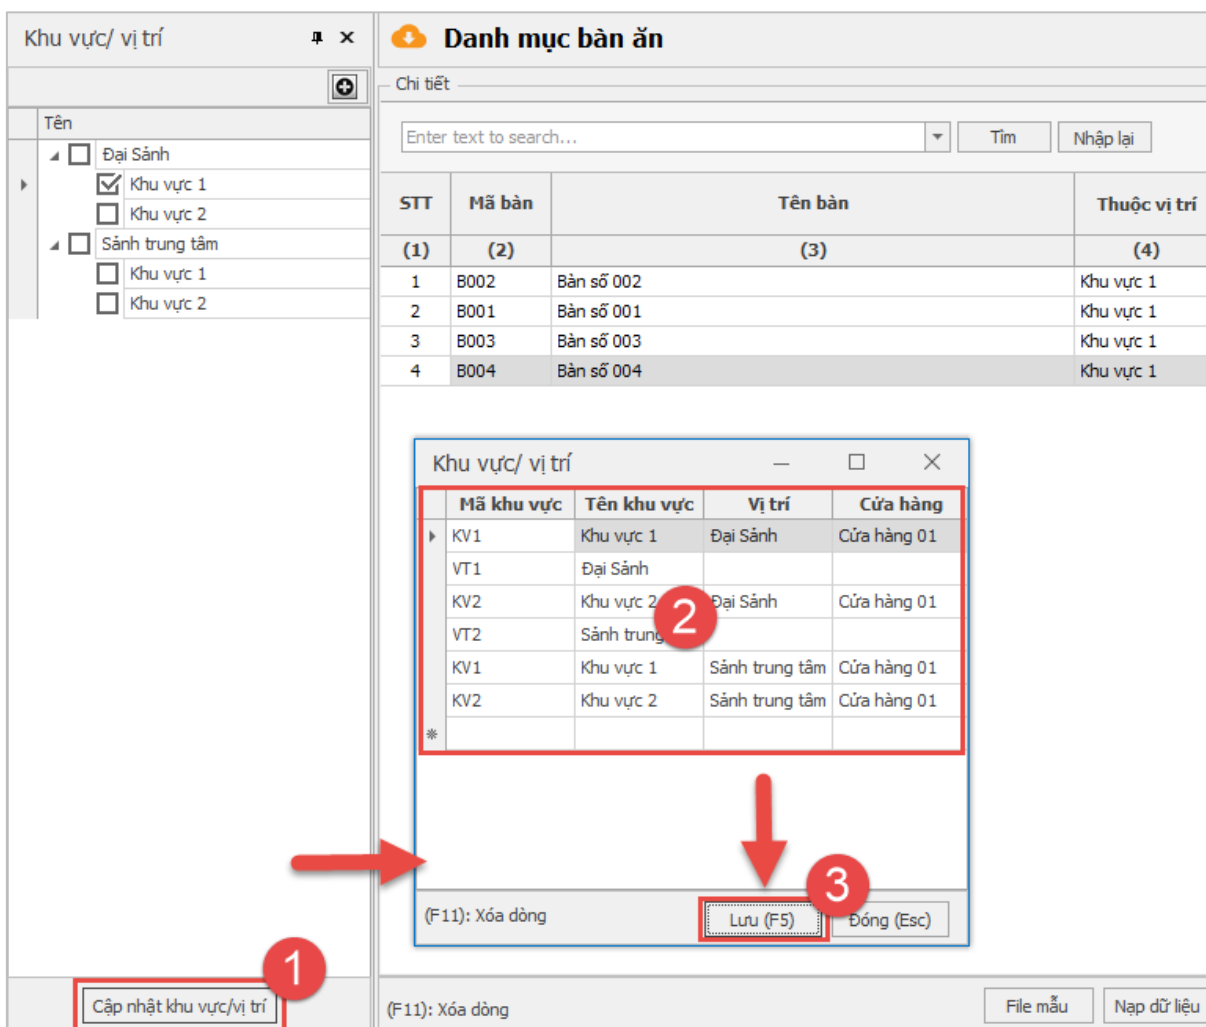 Khu vực/ vị trí
Tên
Đại Sảnh
Khu vực 1
Khu vực 2
Sảnh trung tâm
Khu vực 1
Khu vực 2
Cập nhật khu vực/vị trí
1
Danh mục bàn ăn
Chi tiết
Enter text to search... Tìm Nhập lại
STT Mã bàn Tên bàn Thuộc vị trí
(1) (2) (3) (4)
1 B002 Bàn số 002 Khu vực 1
2 B001 Bàn số 001 Khu vực 1
3 B003 Bàn số 003 Khu vực 1
4 B004 Bàn số 004 Khu vực 1
Khu vực/ vị trí
Mã khu vực Tên khu vực Vị trí Cửa hàng
KV1 Khu vực 1 Đại Sảnh Cửa hàng 01
VT1 Đại Sảnh
KV2 Khu vực 2 Đại Sảnh Cửa hàng 01
2
VT2 Sảnh trung
KV1 Khu vực 1 Sảnh trung tâm Cửa hàng 01
KV2 Khu vực 2 Sảnh trung tâm Cửa hàng 01
3
(F11): Xóa dòng Lưu (F5) Đóng (Esc)
(F11): Xóa dòng File mẫu Nạp dữ liệu